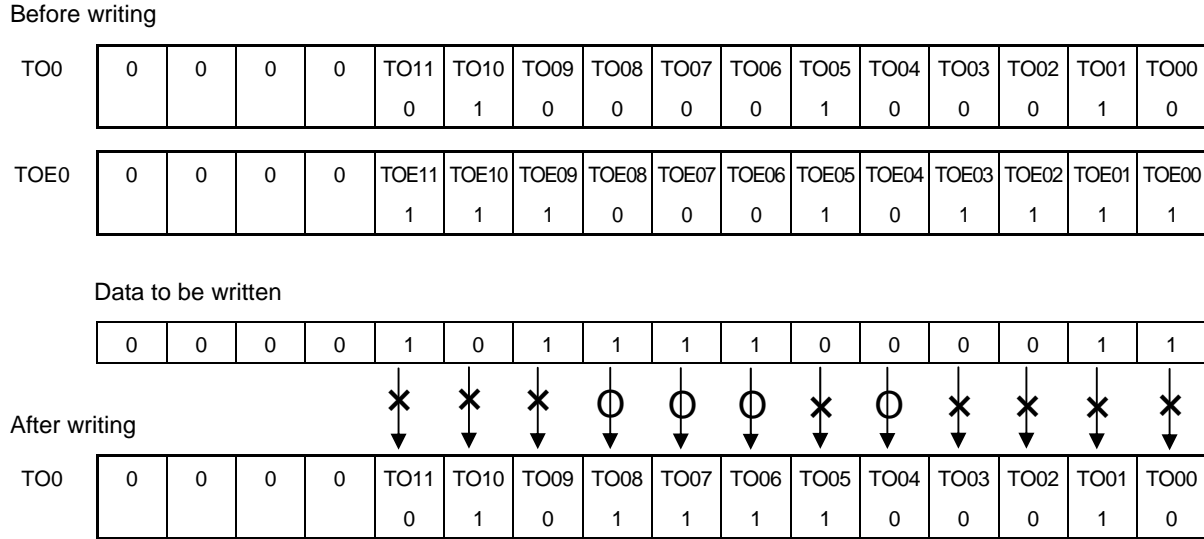 Before writing
TO0 0 0 0 0 TO11 TO10 TO09 TO08 TO07 TO06 TO05 TO04 TO03 TO02 TO01 TO00
0 1 0 0 0 0 1 0 0 0 1 0
TOE0 0 0 0 0 TOE11 TOE10 TOE09 TOE08 TOE07 TOE06 TOE05 TOE04 TOE03 TOE02 TOE01 TOE00
1 1 1 0 0 0 1 0 1 1 1 1
Data to be written
0 0 0 0 1 0 1 1 1 1 0 0 0 0 1 1
After writing
TO0 0 0 0 0 TO11 TO10 TO09 TO08 TO07 TO06 TO05 TO04 TO03 TO02 TO01 TO00
0 1 0 1 1 1 1 0 0 0 1 0